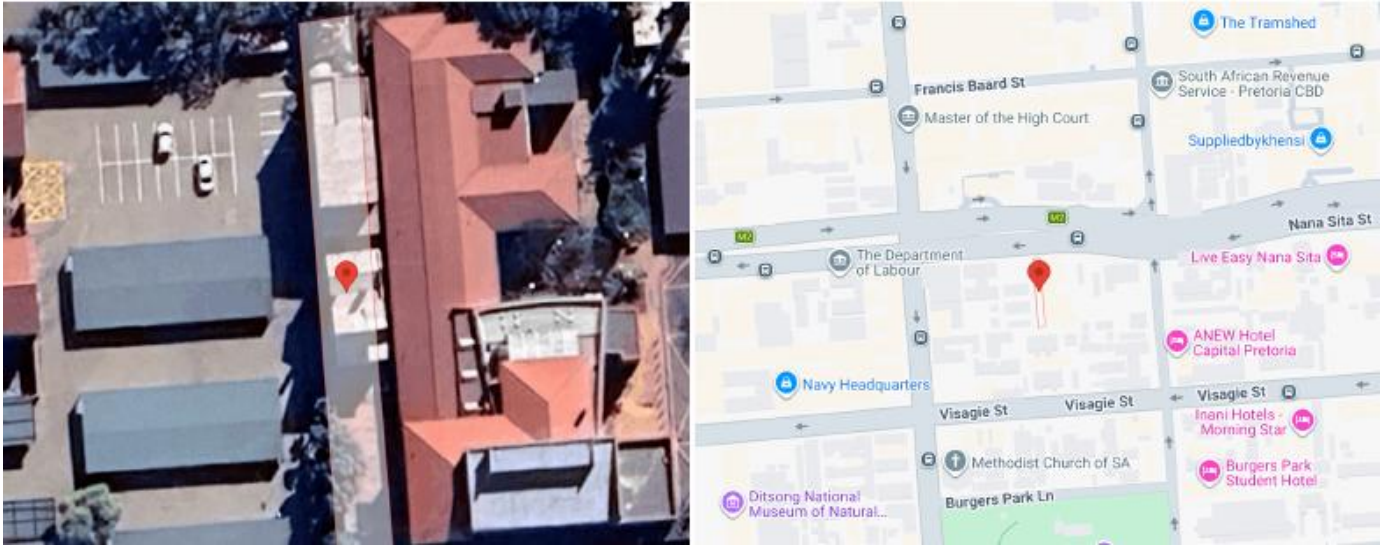 The Tramshed
Francis Baard St
South African Revenue
Service - Pretoria CBD
Master of the High Court
Suppliedbykhensi
M2
Nana Sita St
M2
The Department
of Labour
Live Easy Nana Sita
ANEW Hotel
Capital Pretoria
Navy Headquarters
Visagie St
Visagie St
Visagie St
Inani Hotels -
Morning Star
Methodist Church of SA
Burgers Park
Student Hotel
Ditsong National
Museum of Natural...
Burgers Park Ln